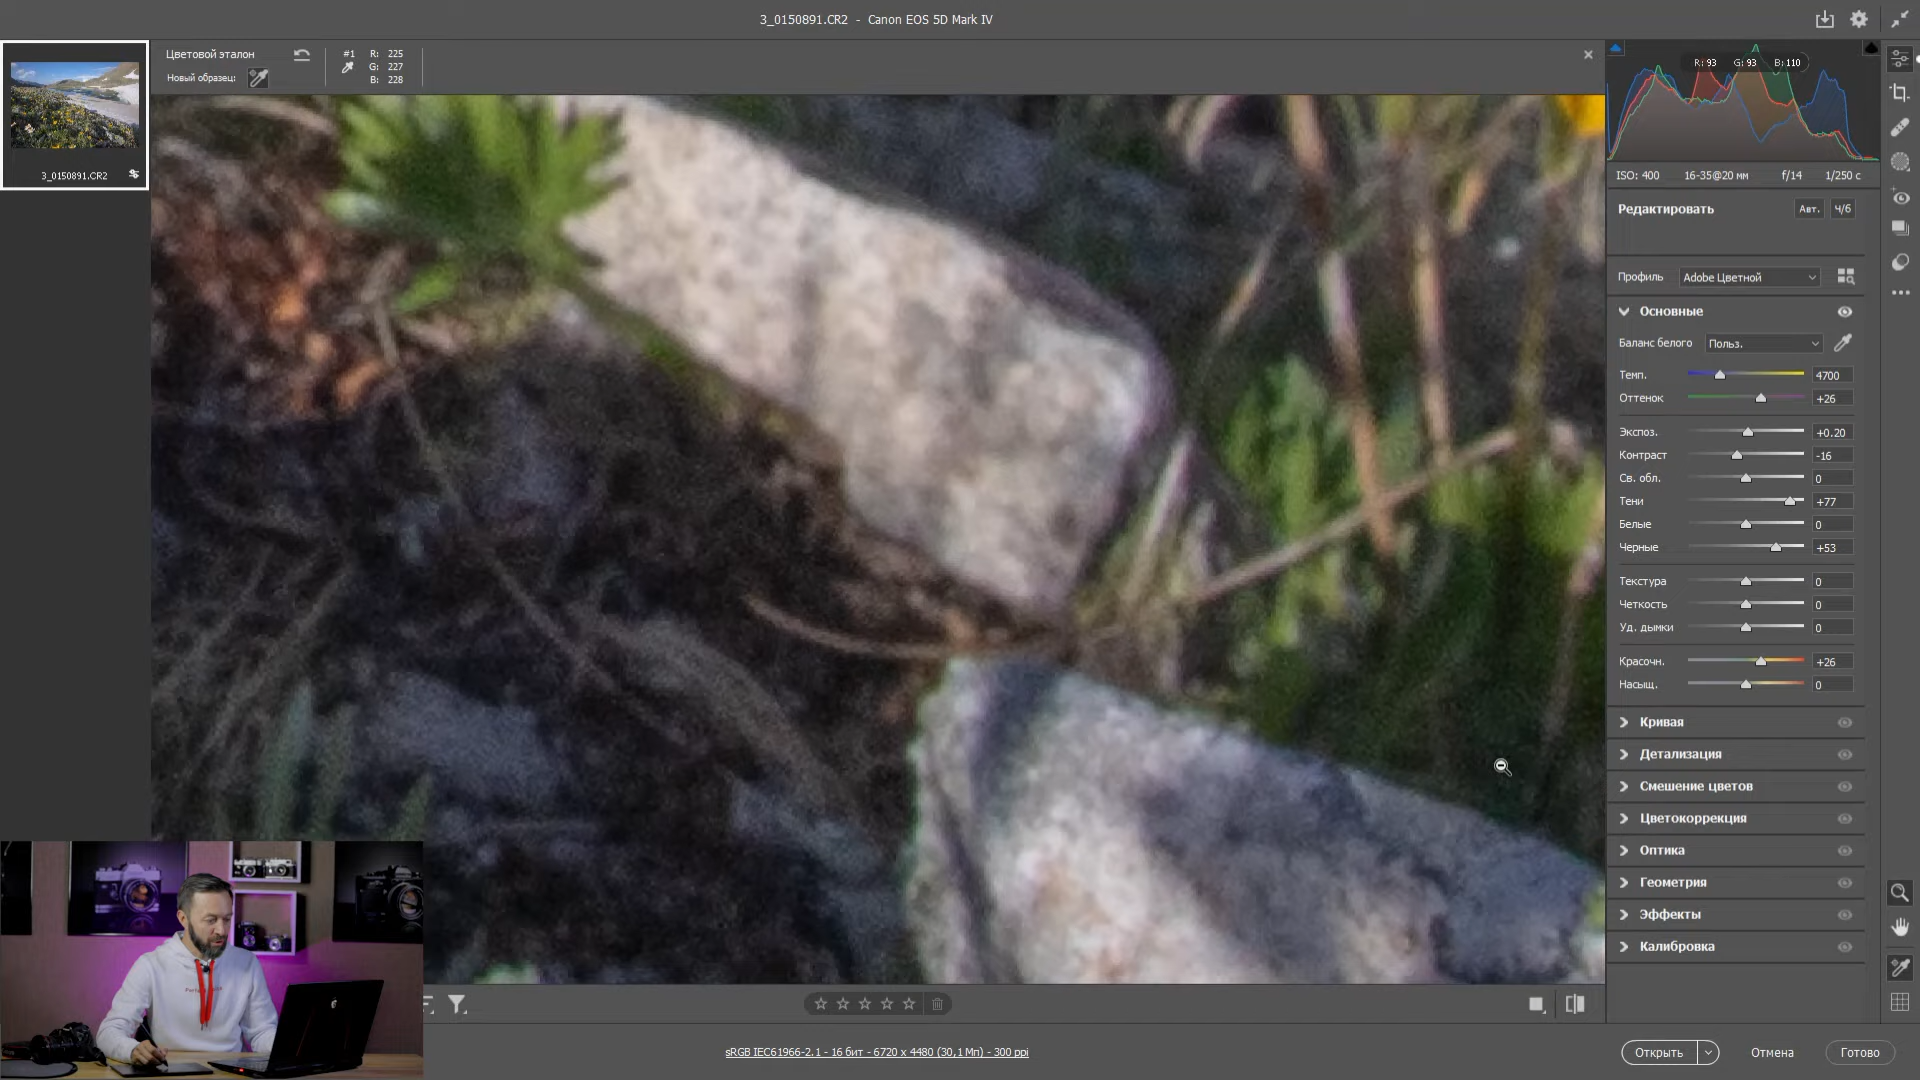 3_0150891.CR2 - Canon EOS 5D Mark IV
Цветовой эталон
Новый образец:
#1
R: 225
G: 227
B: 228
3_0150891.CR2
R: 93 G: 93 B: 110
ISO: 400 16-35@20 мм f/14 1/250 с
Редактировать Авт. Ч/б
Профиль Adobe Цветной
Основные
Баланс белого Польз.
Темп. 4700
Оттенок +26
Экспоз. +0.20
Контраст -16
Св. обл. 0
Тени +77
Белые 0
Черные +53
Текстура 0
Четкость 0
Уд. дымки 0
Красочн. +26
Насыщ. 0
Кривая
Детализация
Смешение цветов
Цветокоррекция
Оптика
Геометрия
Эффекты
Калибровка
sRGB IEC61966-2.1 - 16 бит - 6720 x 4480 (30,1Мп) - 300 ppi
Открыть Отмена Готово